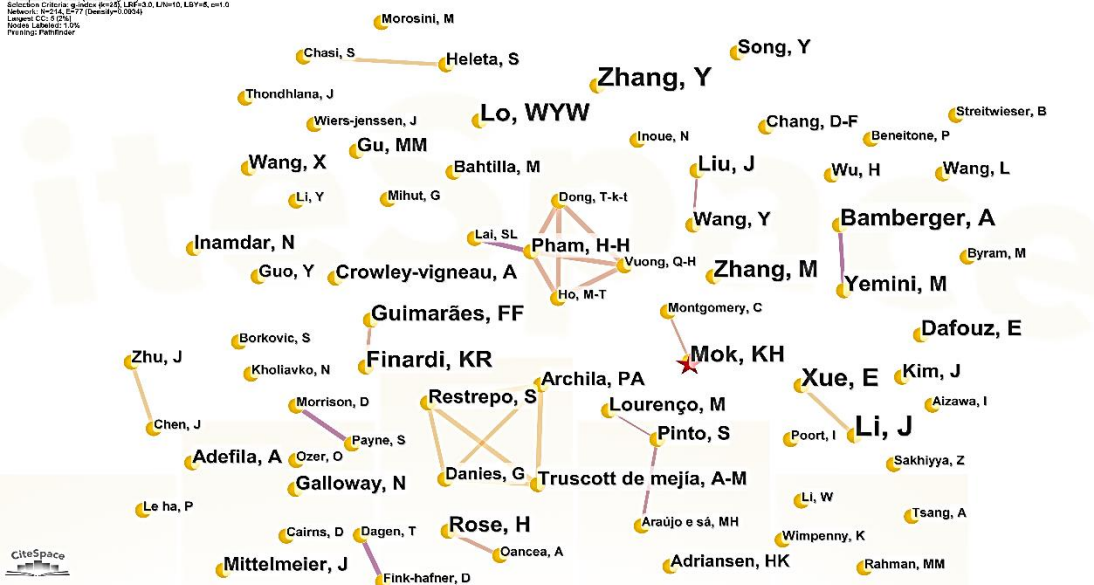 Selection Criteria: g-index (k=25), LRF=3.0, L/N=10, LBY=5, e=1.0
Network: N=214, E=77 (Density=0.0034)
Largest CC: 5 (2%)
Nodes Labeled: 1.0%
Pruning: Pathfinder
Morosini, M
Chasi, S
Heleta, S
Song, Y
Zhang, Y
Thondhlana, J
Wiers-jenssen, J
Lo, WYW
Chang, D-F
Streitwieser, B
Gu, MM
Inoue, N
Beneitone, P
Wang, X
Bahtilla, M
Liu, J
Wu, H
Wang, L
Li, Y
Mihut, G
Dong, T-k-t
Wang, Y
Bamberger, A
Inamdar, N
Lai, SL
Pham, H-H
Vuong, Q-H
Byram, M
Guo, Y
Crowley-vigneau, A
Zhang, M
Yemini, M
Ho, M-T
Guimarães, FF
Montgomery, C
Dafouz, E
Borkovic, S
Zhu, J
Finardi, KR
Mok, KH
Kholiavko, N
Archila, PA
Xue, E
Kim, J
Morrison, D
Restrepo, S
Lourenço, M
Aizawa, I
Chen, J
Payne, S
Pinto, S
Poort, I
Li, J
Adefila, A
Ozer, O
Sakhiyya, Z
Galloway, N
Danies, G
Truscott de mejía, A-M
Le ha, P
Li, W
Cairns, D
Dagen, T
Rose, H
Araújo e sá, MH
Tsang, A
Oancea, A
Wimpenny, K
Mittelmeier, J
Fink-hafner, D
Adriansen, HK
Rahman, MM
CiteSpace
CiteSpace